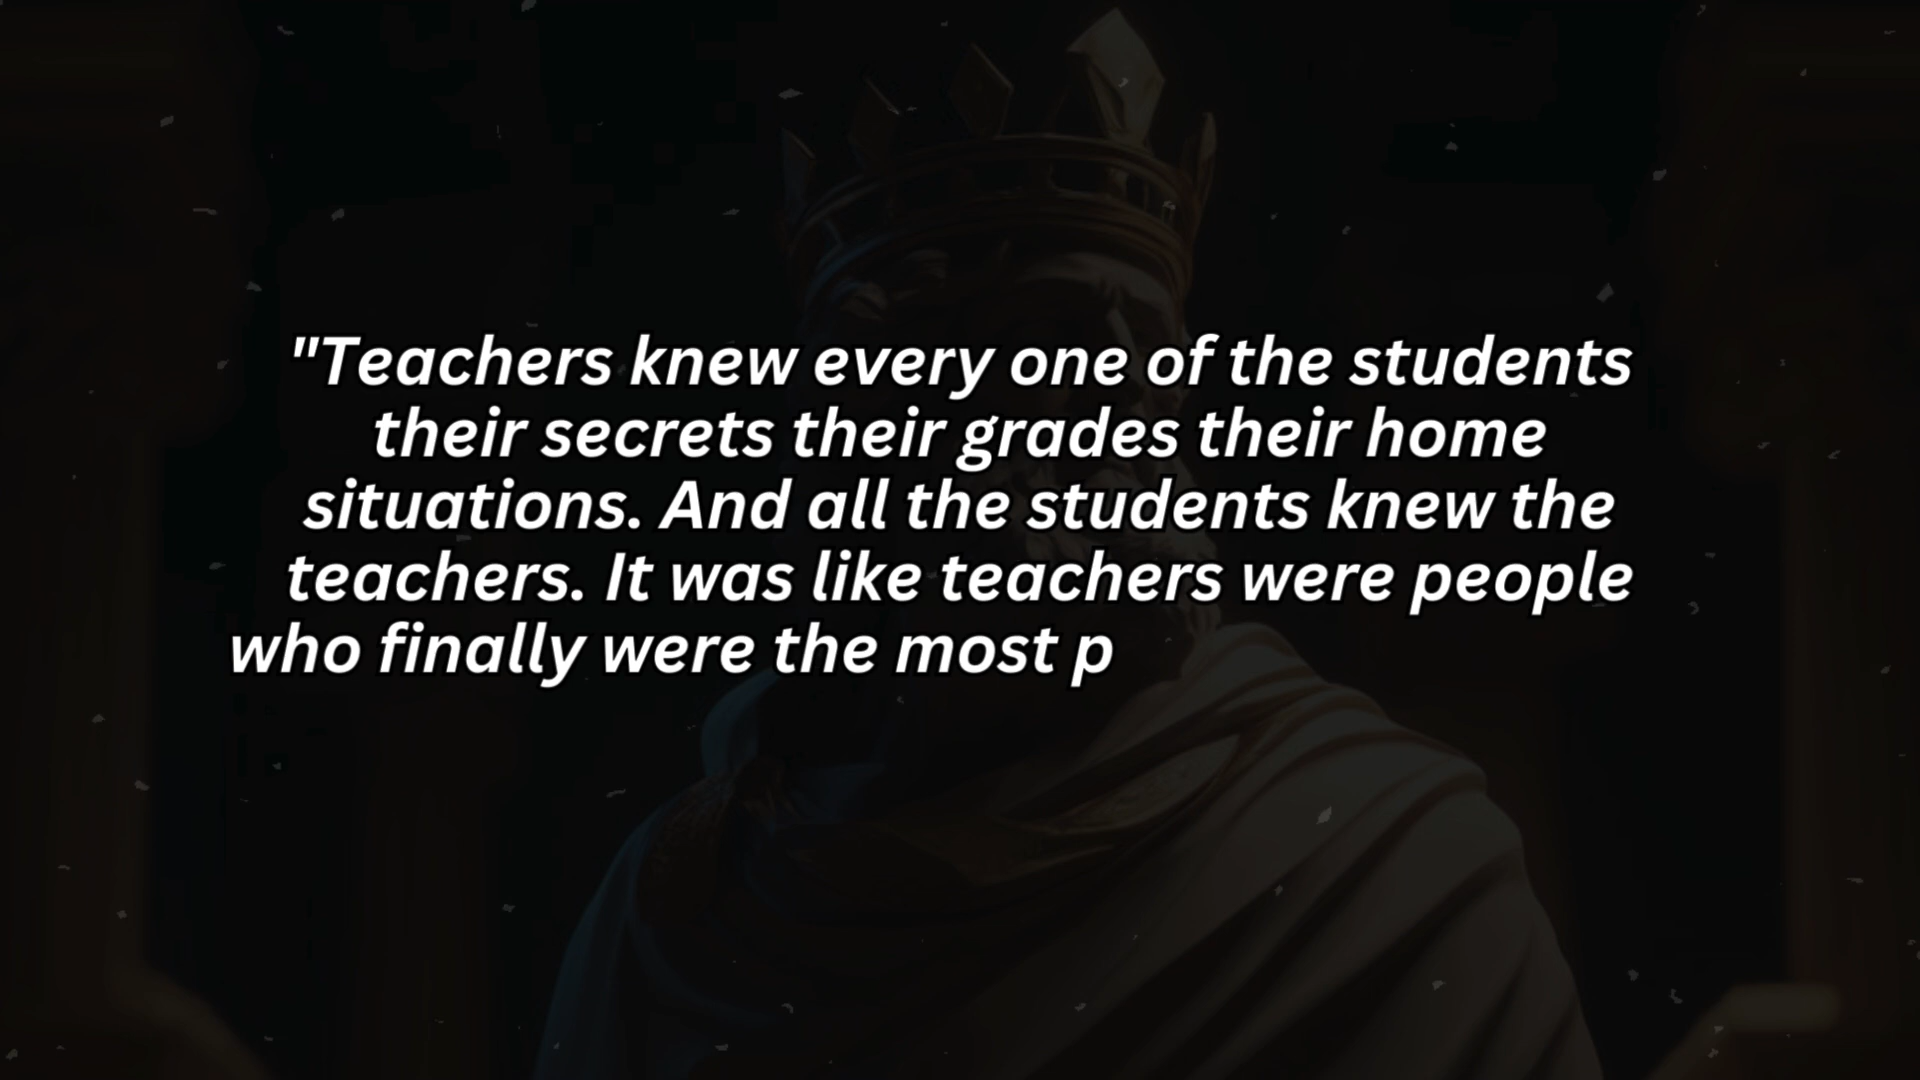 "Teachers knew every one of the students
their secrets their grades their home
situations. And all the students knew the
teachers. It was like teachers were people
who finally were the most p